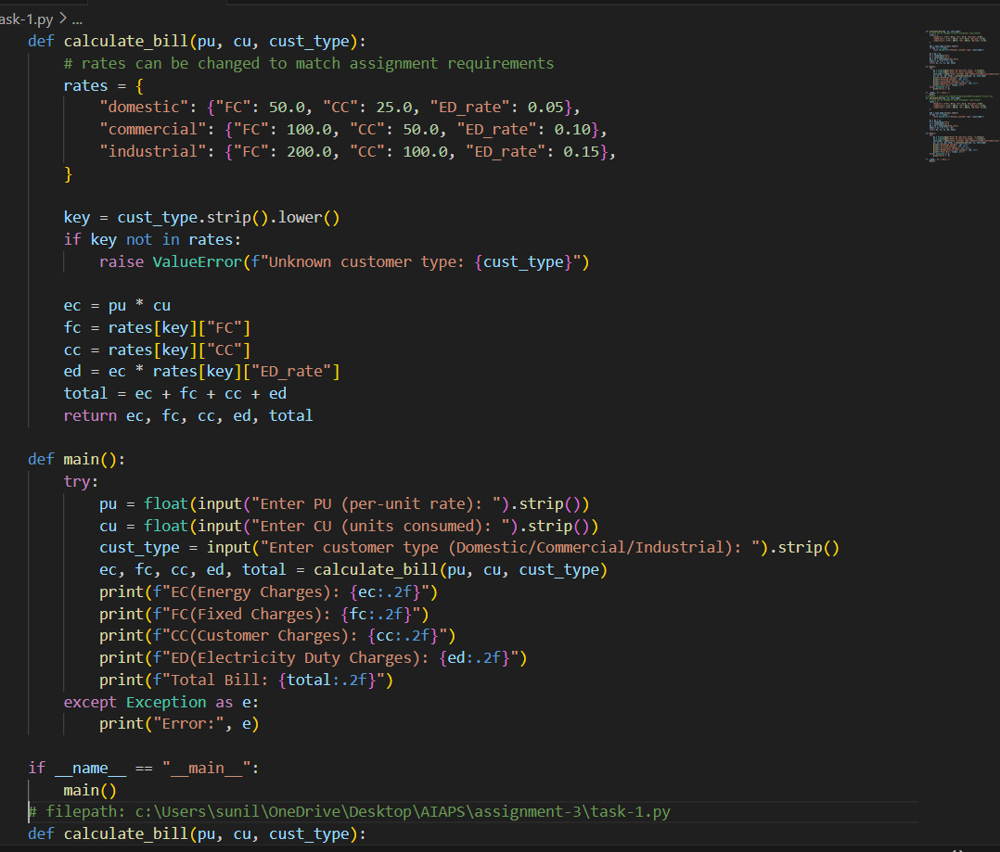 ask-1.py > ...
def calculate_bill(pu, cu, cust_type):
    # rates can be changed to match assignment requirements
    rates = {
        "domestic": {"FC": 50.0, "CC": 25.0, "ED_rate": 0.05},
        "commercial": {"FC": 100.0, "CC": 50.0, "ED_rate": 0.10},
        "industrial": {"FC": 200.0, "CC": 100.0, "ED_rate": 0.15},
    }

    key = cust_type.strip().lower()
    if key not in rates:
        raise ValueError(f"Unknown customer type: {cust_type}")

    ec = pu * cu
    fc = rates[key]["FC"]
    cc = rates[key]["CC"]
    ed = ec * rates[key]["ED_rate"]
    total = ec + fc + cc + ed
    return ec, fc, cc, ed, total

def main():
    try:
        pu = float(input("Enter PU (per-unit rate): ").strip())
        cu = float(input("Enter CU (units consumed): ").strip())
        cust_type = input("Enter customer type (Domestic/Commercial/Industrial): ").strip()
        ec, fc, cc, ed, total = calculate_bill(pu, cu, cust_type)
        print(f"EC(Energy Charges): {ec:.2f}")
        print(f"FC(Fixed Charges): {fc:.2f}")
        print(f"CC(Customer Charges): {cc:.2f}")
        print(f"ED(Electricity Duty Charges): {ed:.2f}")
        print(f"Total Bill: {total:.2f}")
    except Exception as e:
        print("Error:", e)

if __name__ == "__main__":
    main()
# filepath: c:\Users\sunil\OneDrive\Desktop\AIAPS\assignment-3\task-1.py
def calculate_bill(pu, cu, cust_type):